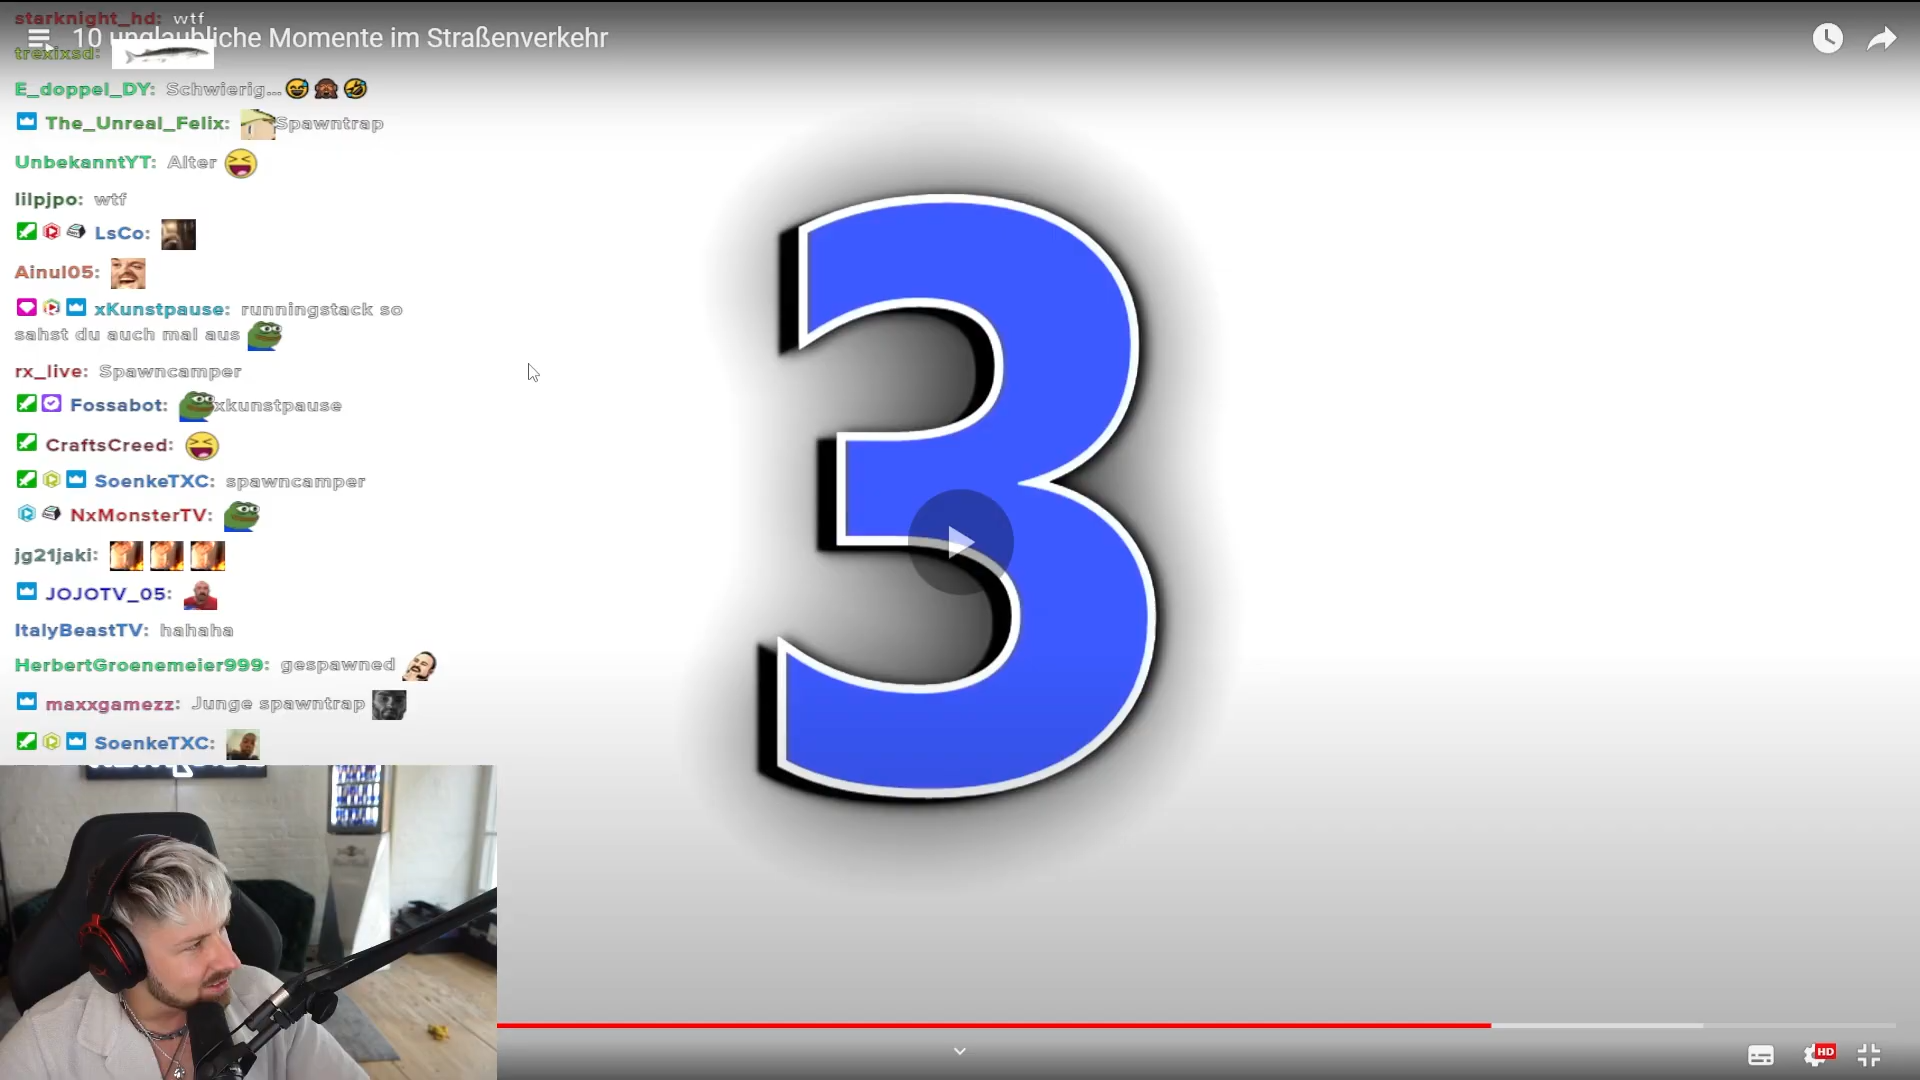 starknight_hd: wtf
10 unglaubliche Momente im Straßenverkehr
trexixsd:
E_doppel_DY: Schwierig...
The_Unreal_Felix: Spawntrap
UnbekanntYT: Alter
lilpjpo: wtf
LsCo:
Ainul05:
xKunstpause: runningstack so
sahst du auch mal aus
rx_live: Spawncamper
Fossabot: xkunstpause
CraftsCreed:
SoenkeTXC: spawncamper
NxMonsterTV:
jg21jaki:
JOJOTV_05:
ItalyBeastTV: hahaha
HerbertGroenemeier999: gespawned
maxxgamezz: Junge spawntrap
SoenkeTXC:
3
HD